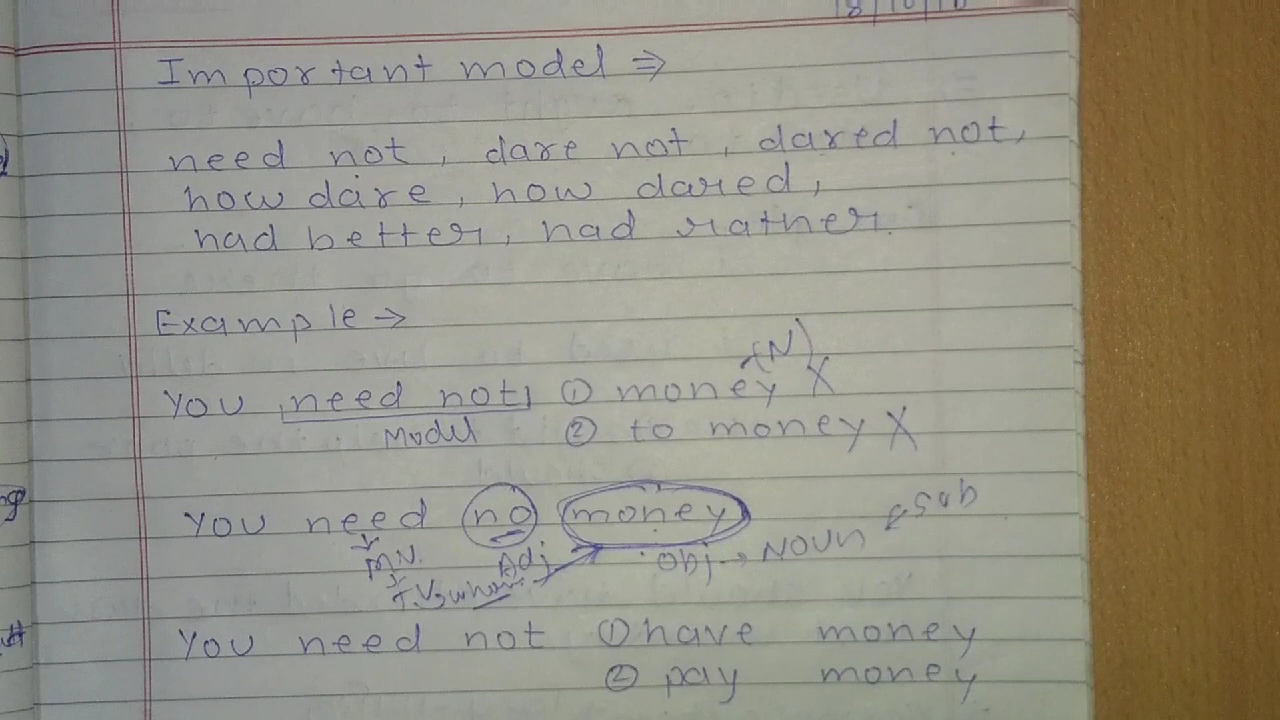 Important model ⇒
need not, dare not, dared not,
how dare, how dared,
had better, had rather.
Example →
(N)
You need not ① money X
Model ② to money X
You need no money
Sub
M.V. Adj. Obj → Noun
T.V.
You need not ① have money
② pay money